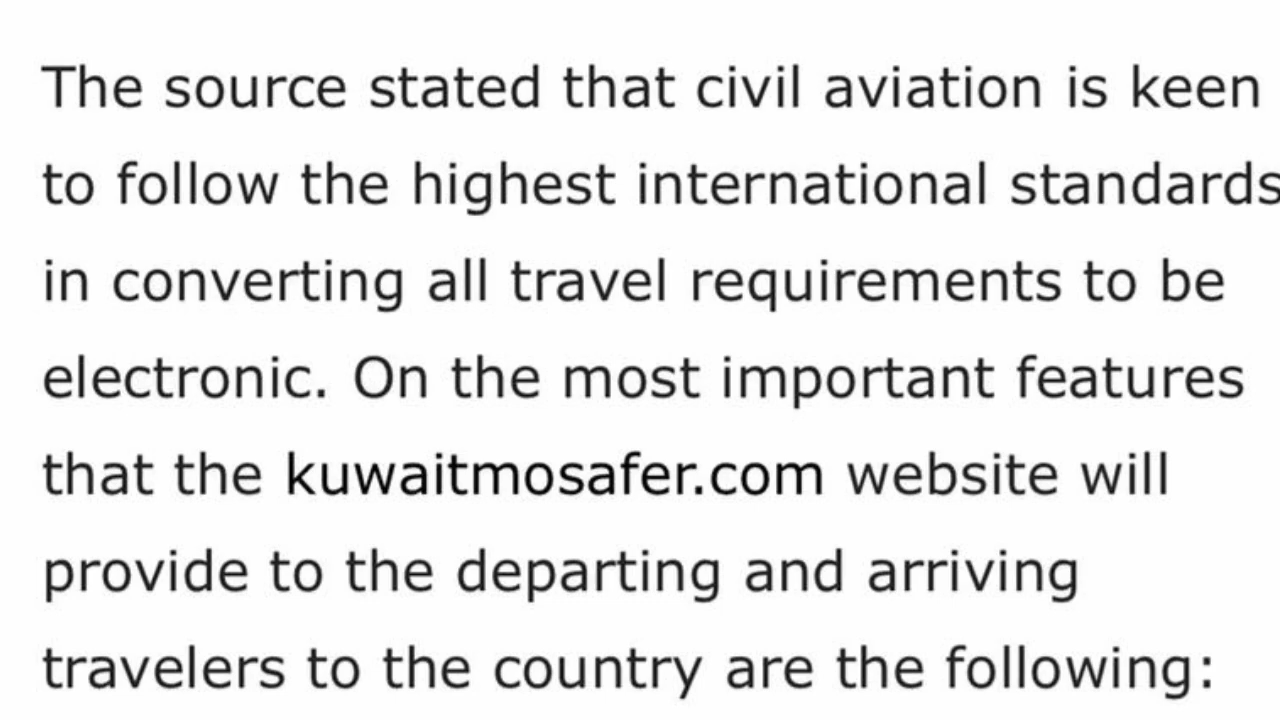 The source stated that civil aviation is keen
to follow the highest international standards
in converting all travel requirements to be
electronic. On the most important features
that the kuwaitmosafer.com website will
provide to the departing and arriving
travelers to the country are the following: